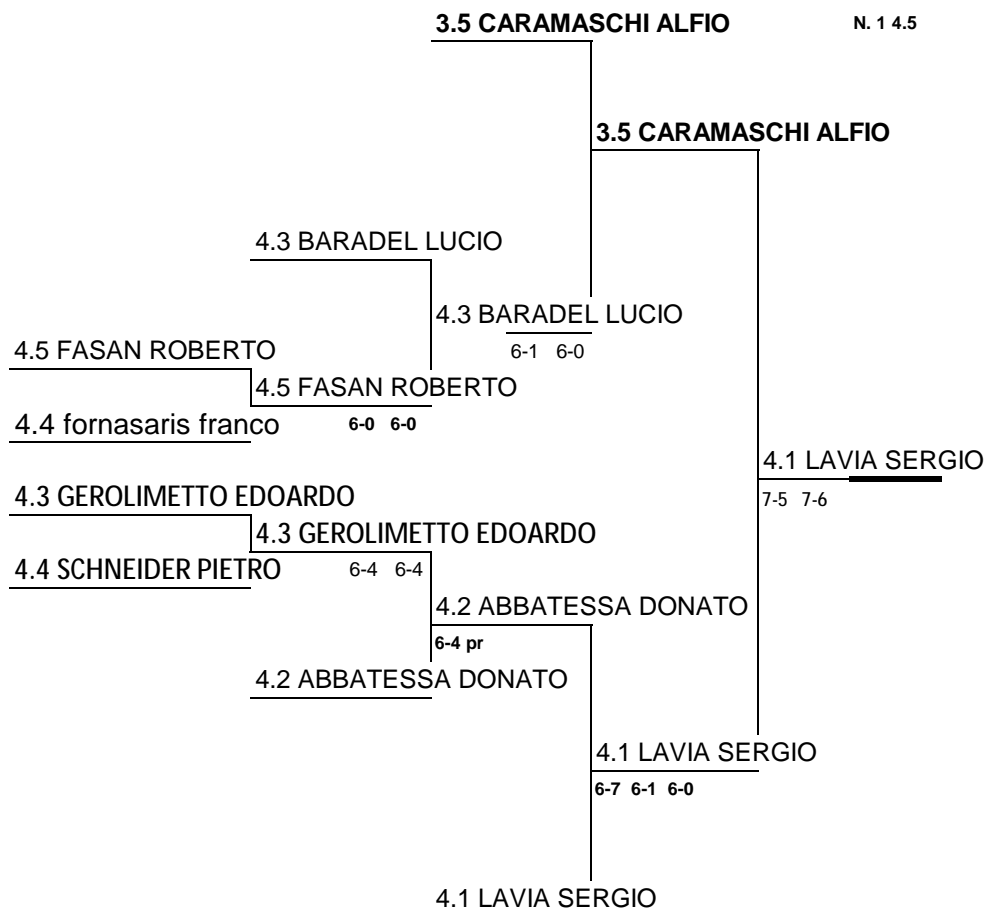 3.5 CARAMASCHI ALFIO N. 1 4.5
3.5 CARAMASCHI ALFIO
4.3 BARADEL LUCIO
4.3 BARADEL LUCIO
4.5 FASAN ROBERTO
6-1 6-0
4.5 FASAN ROBERTO
4.4 fornasaris franco
6-0 6-0
4.1 LAVIA SERGIO
4.3 GEROLIMETTO EDOARDO
7-5 7-6
4.3 GEROLIMETTO EDOARDO
4.4 SCHNEIDER PIETRO
6-4 6-4
4.2 ABBATESSA DONATO
6-4 pr
4.2 ABBATESSA DONATO
4.1 LAVIA SERGIO
6-7 6-1 6-0
4.1 LAVIA SERGIO